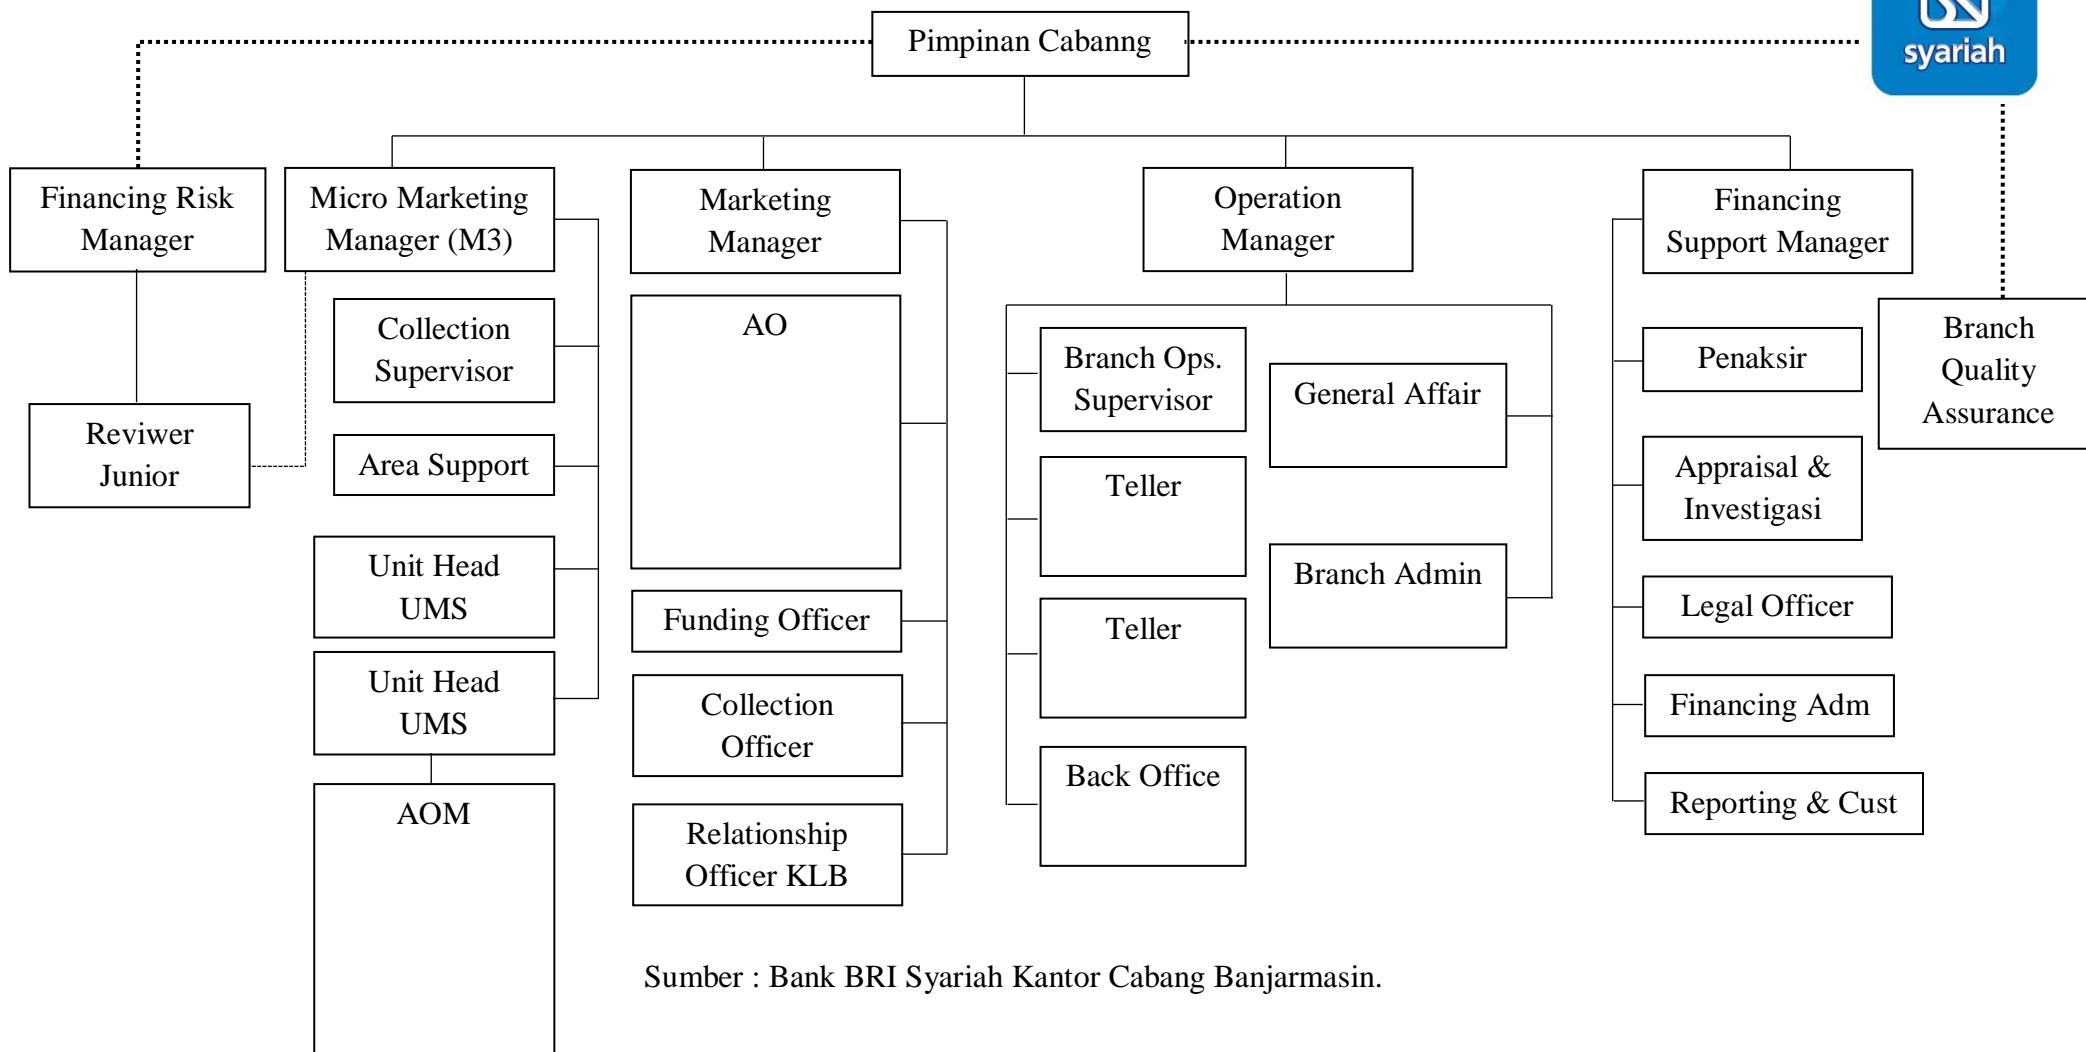 Pimpinan Cabanng
syariah
Financing Risk
Manager
Reviwer
Junior
Micro Marketing
Manager (M3)
Collection
Supervisor
Area Support
Unit Head
UMS
Unit Head
UMS
AOM
Marketing
Manager
AO
Funding Officer
Collection
Officer
Relationship
Officer KLB
Operation
Manager
Branch Ops.
Supervisor
Teller
Teller
Back Office
General Affair
Branch Admin
Financing
Support Manager
Penaksir
Appraisal &
Investigasi
Legal Officer
Financing Adm
Reporting & Cust
Branch
Quality
Assurance
Sumber : Bank BRI Syariah Kantor Cabang Banjarmasin.